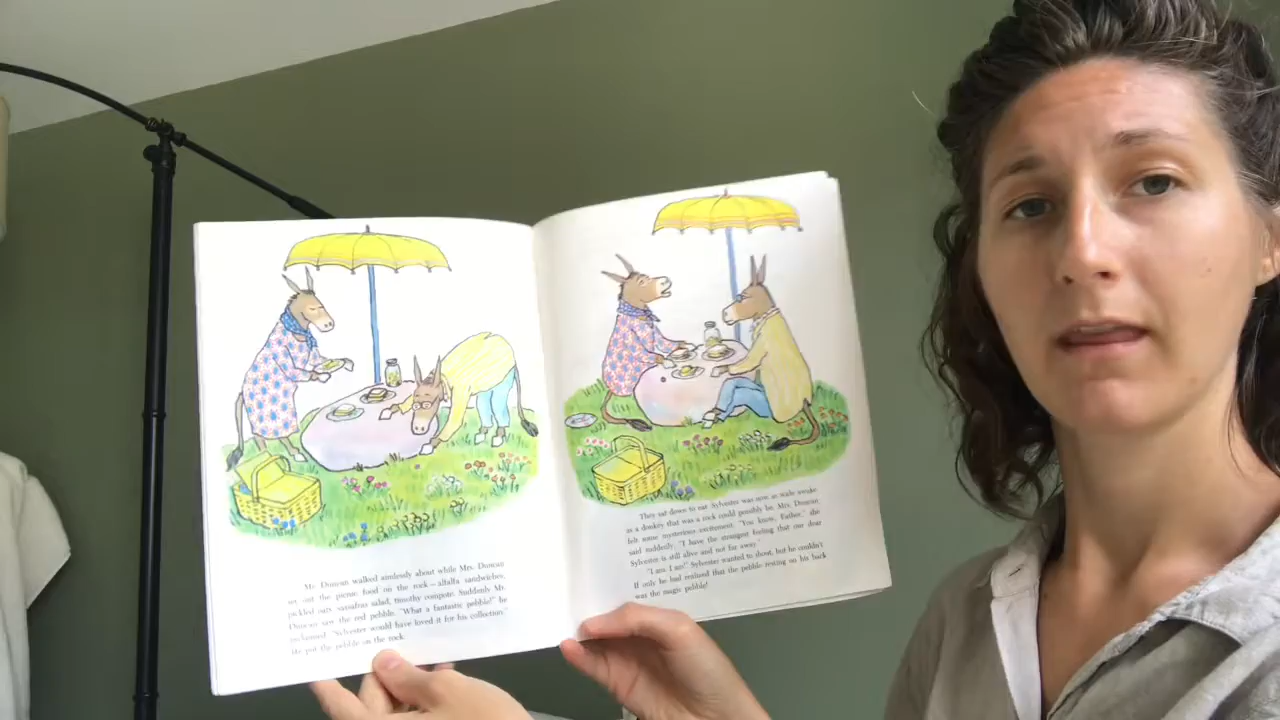 Mr. Duncan walked aimlessly about while Mrs. Duncan
set out the picnic food on the rock—alfalfa sandwiches,
pickled oats, sassafras salad, timothy compote. Suddenly Mr.
Duncan saw the red pebble. "What a fantastic pebble!" he
exclaimed. "Sylvester would have loved it for his collection."
He put the pebble on the rock.
They sat down to eat. Sylvester was now as wide awake
as a donkey that was a rock could possibly be. Mrs. Duncan
felt some mysterious excitement. "You know, Father," she
said suddenly, "I have the strangest feeling that our dear
Sylvester is still alive and not far away."
"I am, I am!" Sylvester wanted to shout, but he couldn't.
If only he had realized that the pebble resting on his back
was the magic pebble!